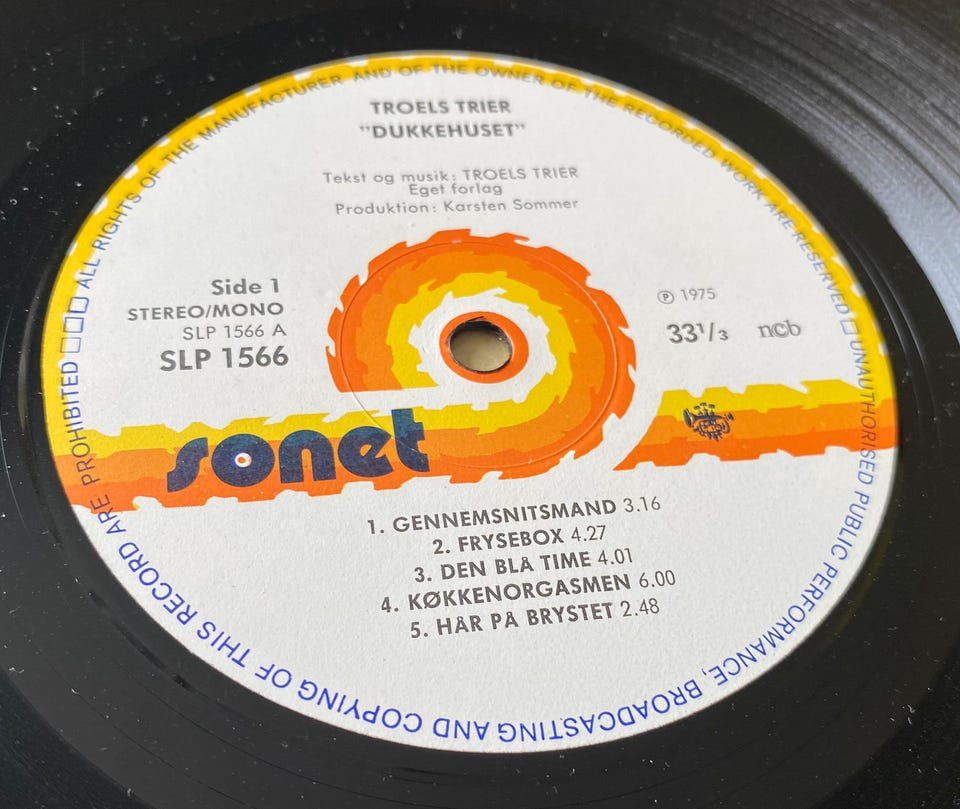 TROELS TRIER
"DUKKEHUSET"
Tekst og musik: TROELS TRIER
Eget forlag
Produktion: Karsten Sommer
Side 1
STEREO/MONO
SLP 1566 A
SLP 1566
℗ 1975
33¹/₃ ncb
sonet
1. GENNEMSNITSMAND 3.16
2. FRYSEBOX 4.27
3. DEN BLÅ TIME 4.01
4. KØKKENORGASMEN 6.00
5. HÅR PÅ BRYSTET 2.48
ALL RIGHTS OF THE MANUFACTURER AND OF THE OWNER OF THE RECORDED WORK ARE RESERVED □ UNAUTHORISED PUBLIC PERFORMANCE, BROADCASTING AND COPYING OF THIS RECORD ARE PROHIBITED □□□